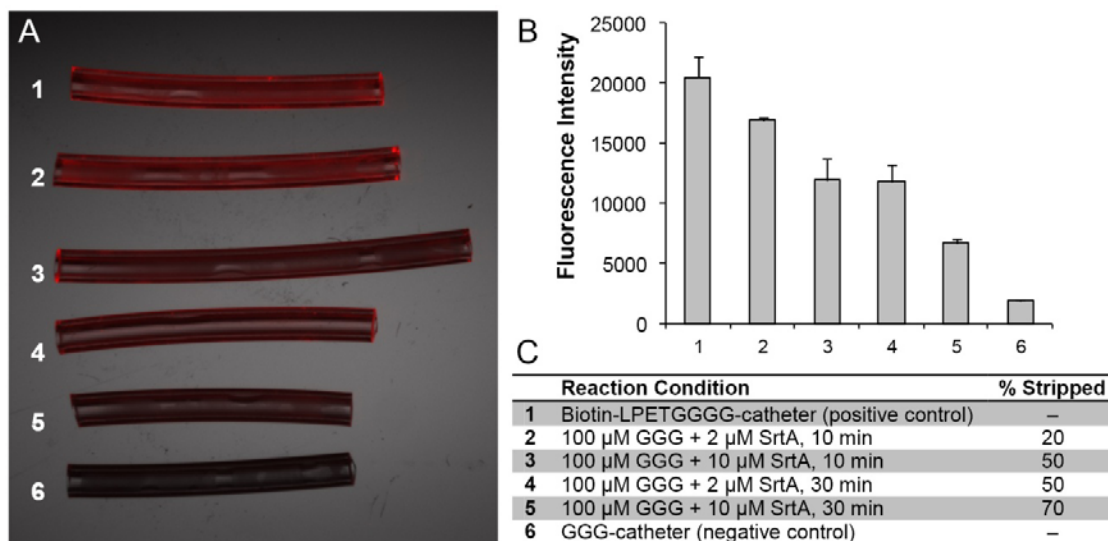 A
1
2
3
4
5
6
B
Fluorescence Intensity
25000
20000
15000
10000
5000
0
1 2 3 4 5 6
C
Reaction Condition % Stripped
1 Biotin-LPETGGGG-catheter (positive control) –
2 100 µM GGG + 2 µM SrtA, 10 min 20
3 100 µM GGG + 10 µM SrtA, 10 min 50
4 100 µM GGG + 2 µM SrtA, 30 min 50
5 100 µM GGG + 10 µM SrtA, 30 min 70
6 GGG-catheter (negative control) –